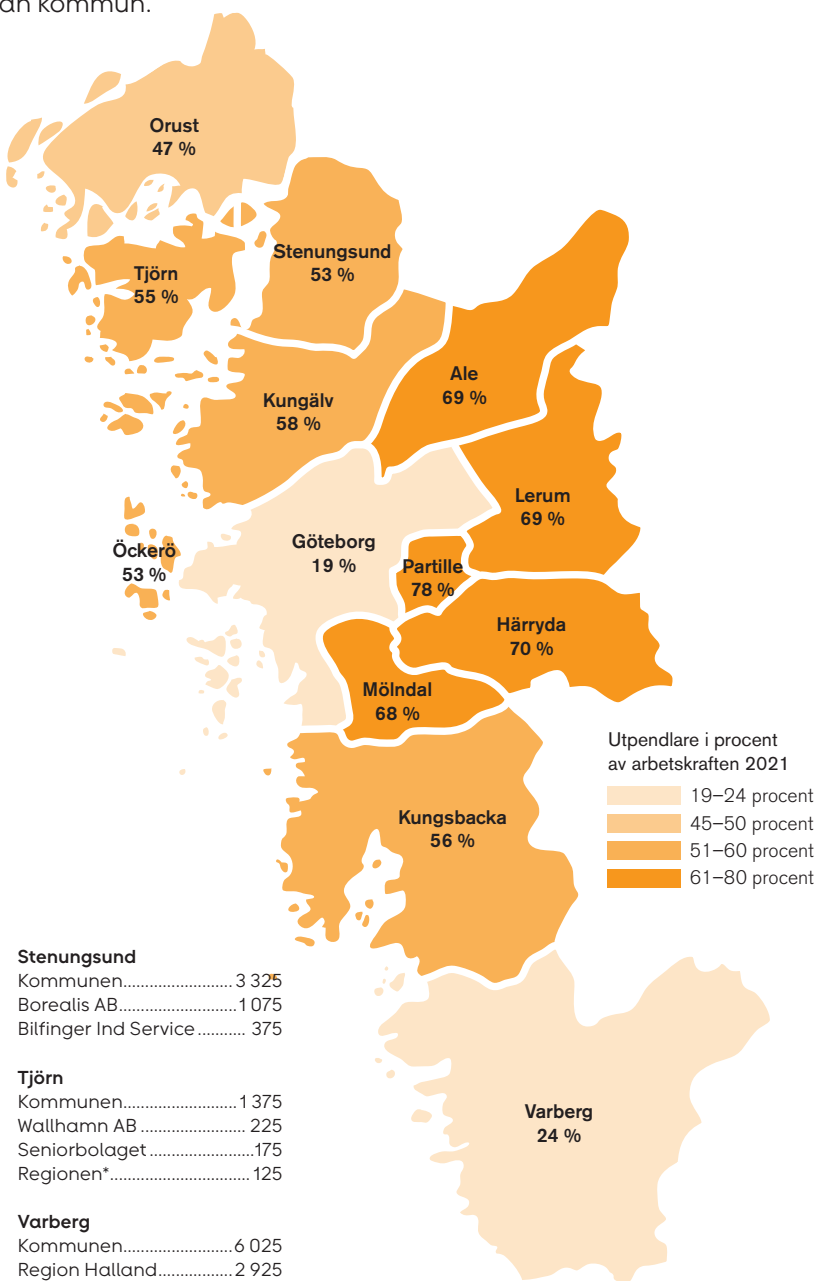 an kommun.
Orust
47 %
Stenungsund
53 %
Tjörn
55 %
Ale
69 %
Kungälv
58 %
Lerum
69 %
Göteborg
19 %
Öckerö
53 %
Partille
78 %
Härryda
70 %
Mölndal
68 %
Utpendlare i procent
av arbetskraften 2021
19–24 procent
45–50 procent
51–60 procent
61–80 procent
Kungsbacka
56 %
Stenungsund
Kommunen.........................3 325
Borealis AB...........................1 075
Bilfinger Ind Service........... 375
Tjörn
Kommunen..........................1 375
Wallhamn AB ........................ 225
Seniorbolaget........................175
Regionen*................................ 125
Varberg
24 %
Varberg
Kommunen.........................6 025
Region Halland.................2 925